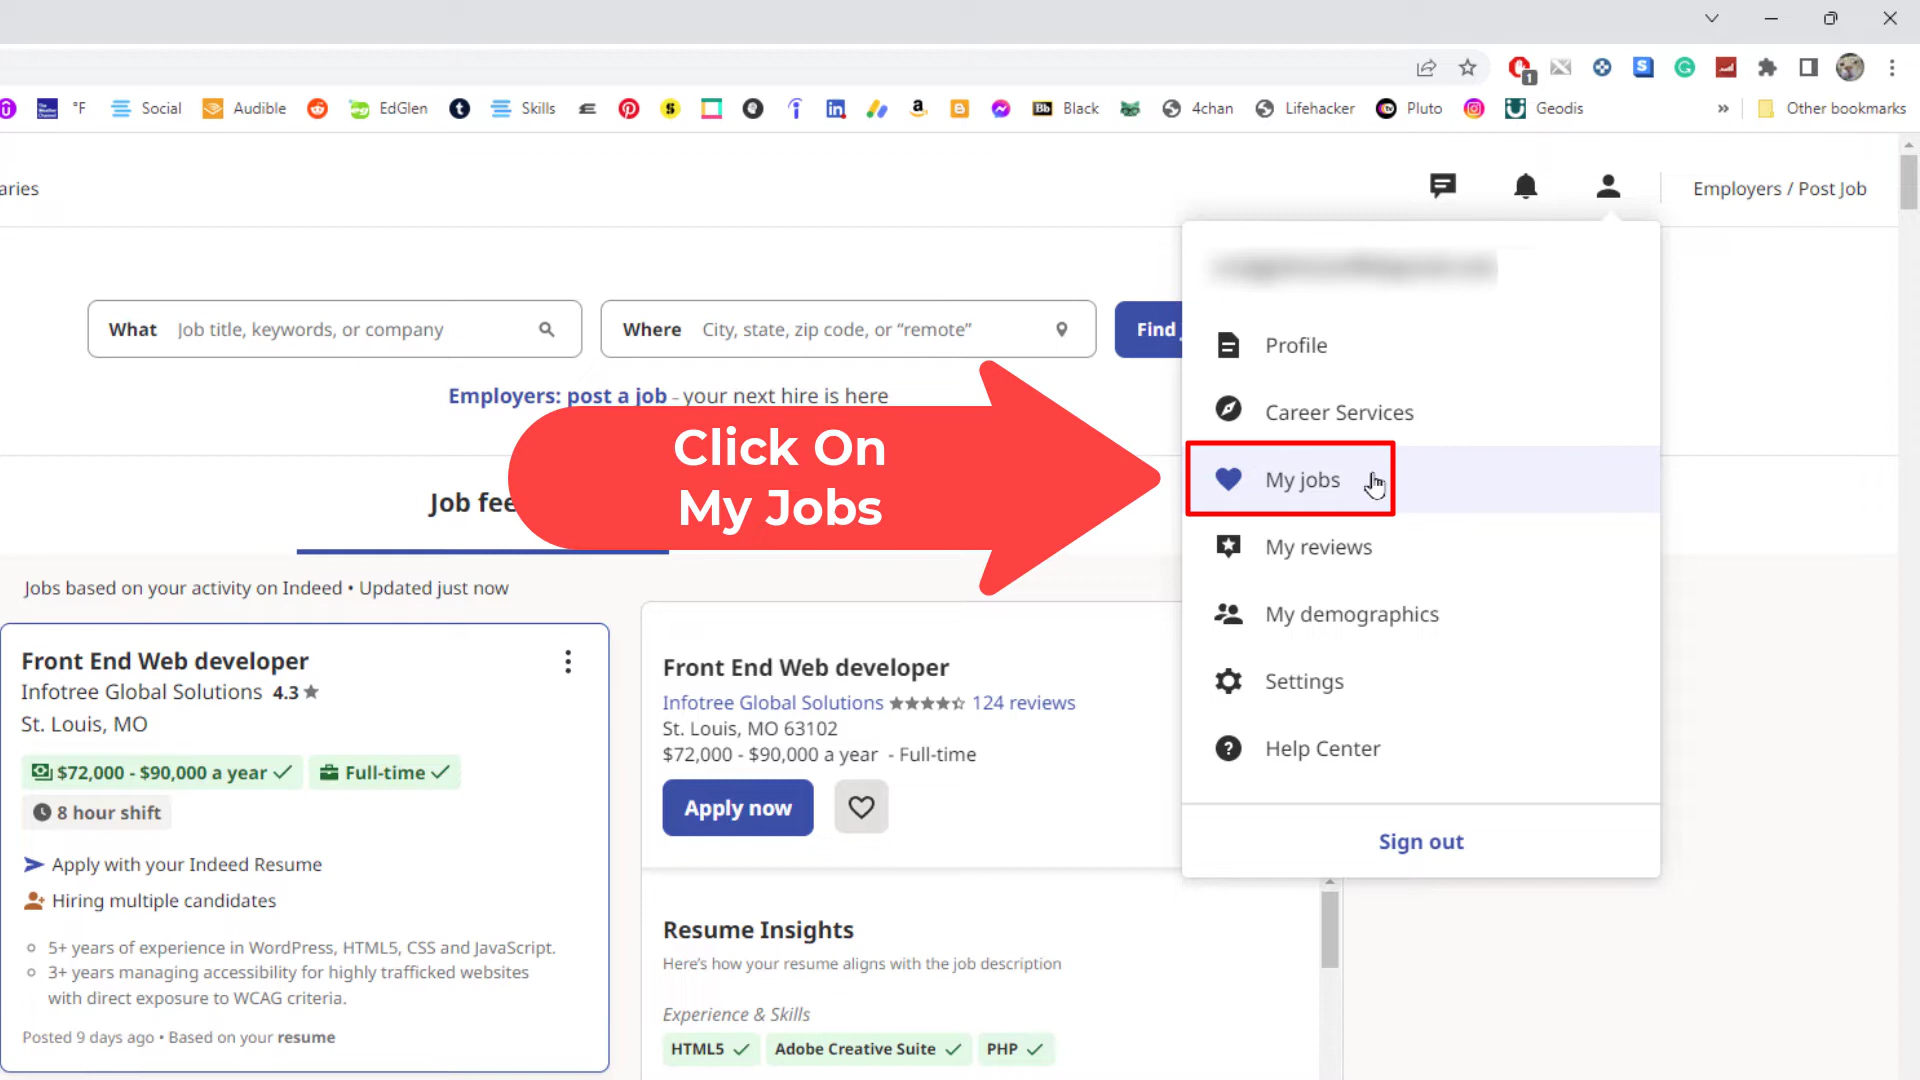 1
S
G
The Weather Channel
°F
Social
Audible
EdGlen
t
Skills
Bb
Black
4chan
Lifehacker
Pluto
Geodis
»
Other bookmarks
aries
Employers / Post Job
What Job title, keywords, or company
Where City, state, zip code, or “remote”
Find
Employers: post a job - your next hire is here
Click On
My Jobs
Job fee
Profile
Career Services
My jobs
My reviews
My demographics
Settings
Help Center
Sign out
Jobs based on your activity on Indeed • Updated just now
Front End Web developer
Infotree Global Solutions 4.3 ★
St. Louis, MO
$72,000 - $90,000 a year ✓ Full-time ✓
8 hour shift
Apply with your Indeed Resume
Hiring multiple candidates
5+ years of experience in WordPress, HTML5, CSS and JavaScript.
3+ years managing accessibility for highly trafficked websites
with direct exposure to WCAG criteria.
Posted 9 days ago • Based on your resume
Front End Web developer
Infotree Global Solutions 124 reviews
St. Louis, MO 63102
$72,000 - $90,000 a year - Full-time
Apply now
Resume Insights
Here’s how your resume aligns with the job description
Experience & Skills
HTML5 ✓ Adobe Creative Suite ✓ PHP ✓